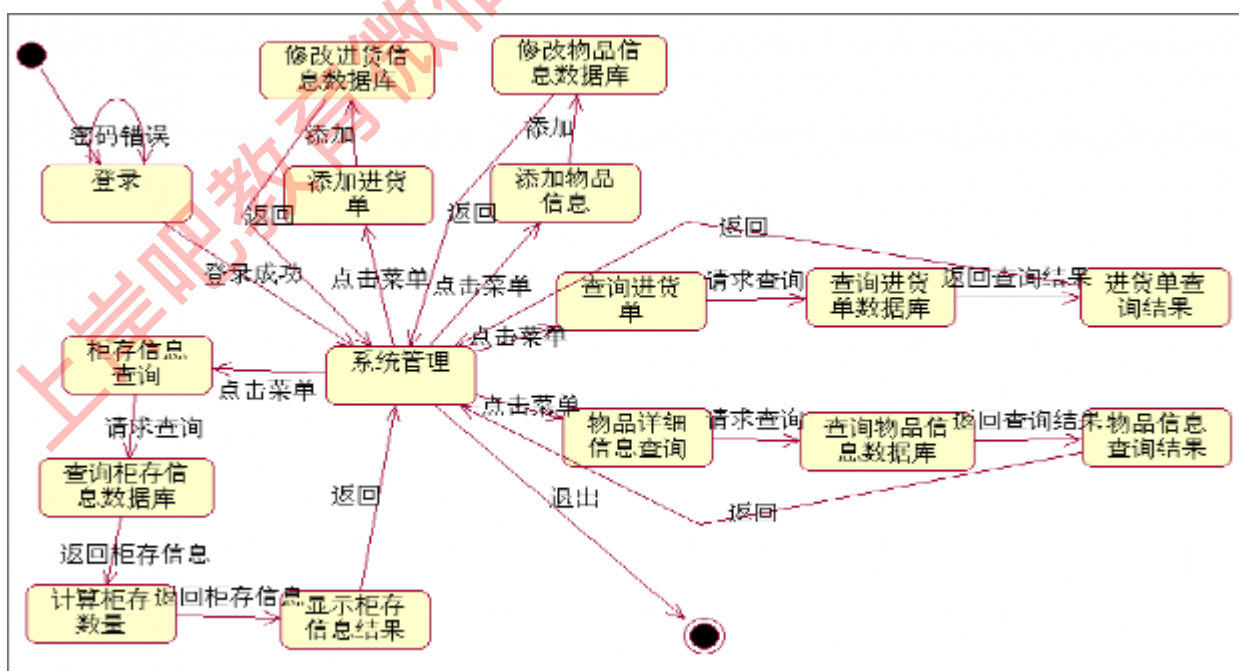 修改进货信
息数据库
修改物品信
息数据库
密码错误
添加
添加
登录
添加进货
单
添加物品
信息
返回
返回
返回
登录成功
点击菜单
点击菜单
查询进货
单
请求查询
查询进货
单数据库
返回查询结果
进货单查
询结果
点击菜单
柜存信息
查询
点击菜单
系统管理
点击菜单
物品详细
信息查询
请求查询
查询物品信
息数据库
返回查询结果
物品信息
查询结果
请求查询
查询柜存信
息数据库
返回
退出
返回
返回柜存信息
计算柜存
数量
返回柜存信息
显示柜存
信息结果
上岸吧教育微信